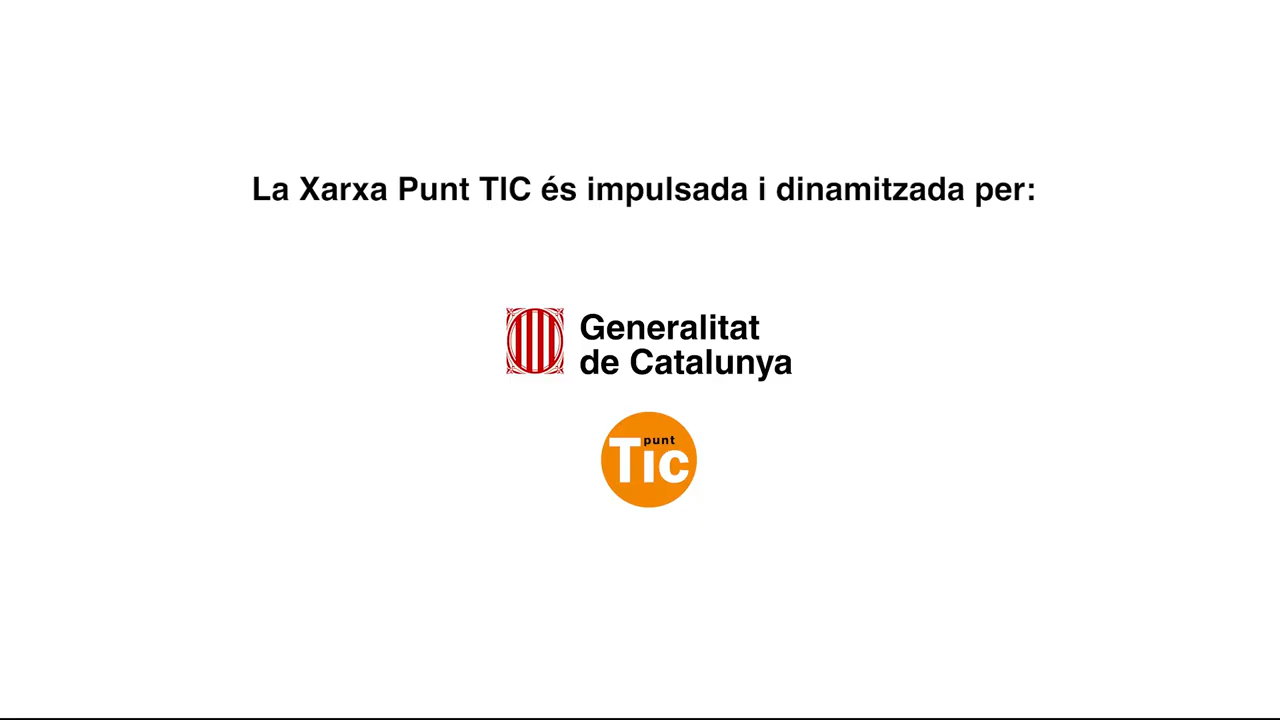 La Xarxa Punt TIC és impulsada i dinamitzada per:
Generalitat
de Catalunya
punt
Tic